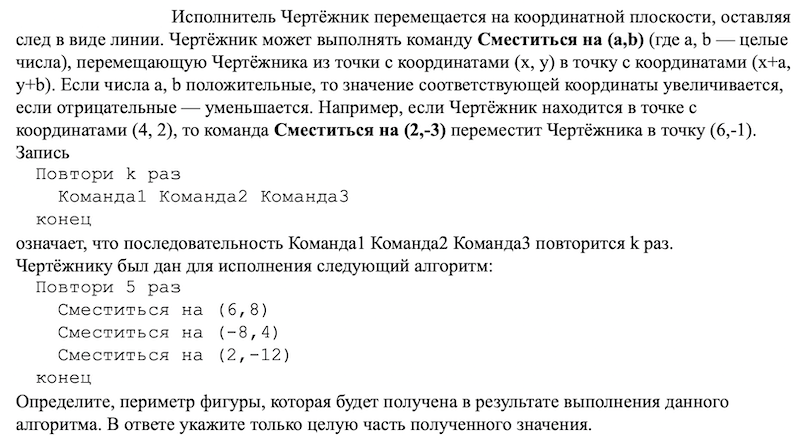 Исполнитель Чертёжник перемещается на координатной плоскости, оставляя
след в виде линии. Чертёжник может выполнять команду Сместиться на (a,b) (где a, b — целые
числа), перемещающую Чертёжника из точки с координатами (x, y) в точку с координатами (x+a,
y+b). Если числа a, b положительные, то значение соответствующей координаты увеличивается,
если отрицательные — уменьшается. Например, если Чертёжник находится в точке с
координатами (4, 2), то команда Сместиться на (2,-3) переместит Чертёжника в точку (6,-1).
Запись
Повтори k раз
Команда1 Команда2 Команда3
конец
означает, что последовательность Команда1 Команда2 Команда3 повторится k раз.
Чертёжнику был дан для исполнения следующий алгоритм:
Повтори 5 раз
Сместиться на (6,8)
Сместиться на (-8,4)
Сместиться на (2,-12)
конец
Определите, периметр фигуры, которая будет получена в результате выполнения данного
алгоритма. В ответе укажите только целую часть полученного значения.